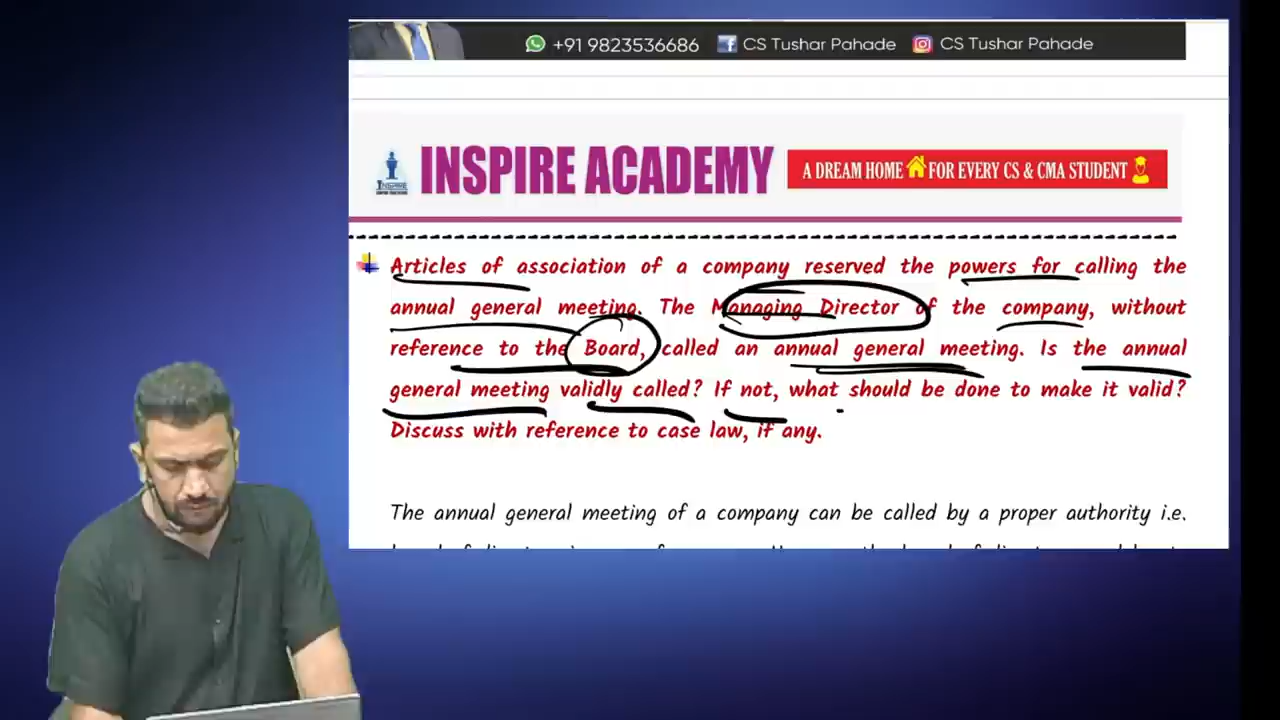 +91 9823536686 CS Tushar Pahade CS Tushar Pahade
INSPIRE
INSPIRE ACADEMY
A DREAM HOME FOR EVERY CS & CMA STUDENT
Articles of association of a company reserved the powers for calling the
annual general meeting. The Managing Director of the company, without
reference to the Board, called an annual general meeting. Is the annual
general meeting validly called? If not, what should be done to make it valid?
Discuss with reference to case law, if any.
The annual general meeting of a company can be called by a proper authority i.e.